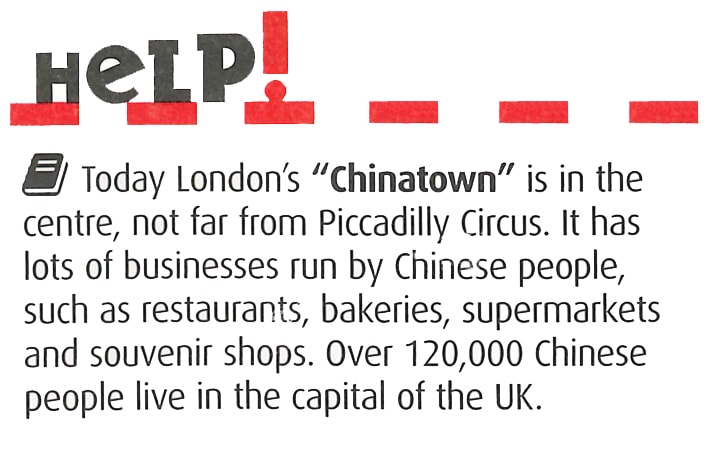 HeLP!
Today London's "Chinatown" is in the
centre, not far from Piccadilly Circus. It has
lots of businesses run by Chinese people,
such as restaurants, bakeries, supermarkets
and souvenir shops. Over 120,000 Chinese
people live in the capital of the UK.